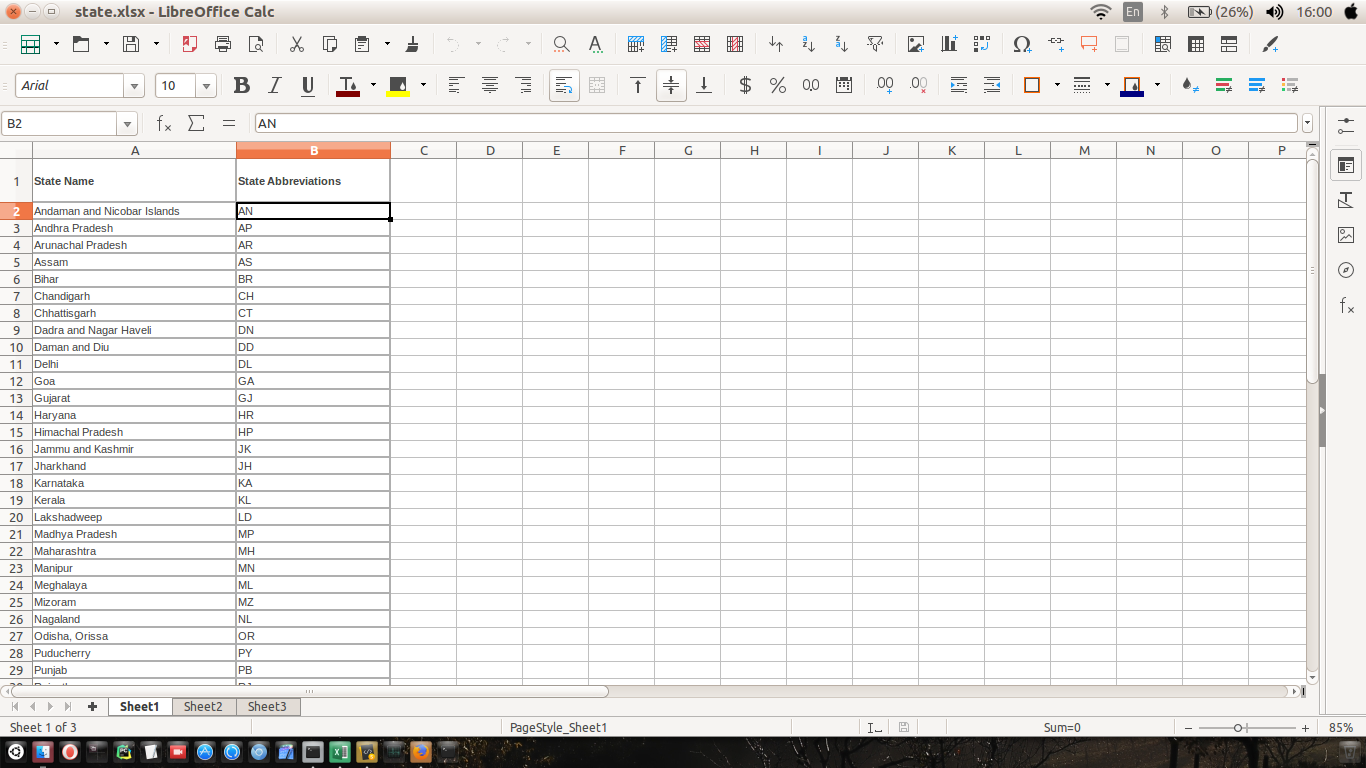 state.xlsx - LibreOffice Calc
En (26%) 16:00
Arial 10
B2 AN
A B C D E F G H I J K L M N O P
1 State Name State Abbreviations
2 Andaman and Nicobar Islands AN
3 Andhra Pradesh AP
4 Arunachal Pradesh AR
5 Assam AS
6 Bihar BR
7 Chandigarh CH
8 Chhattisgarh CT
9 Dadra and Nagar Haveli DN
10 Daman and Diu DD
11 Delhi DL
12 Goa GA
13 Gujarat GJ
14 Haryana HR
15 Himachal Pradesh HP
16 Jammu and Kashmir JK
17 Jharkhand JH
18 Karnataka KA
19 Kerala KL
20 Lakshadweep LD
21 Madhya Pradesh MP
22 Maharashtra MH
23 Manipur MN
24 Meghalaya ML
25 Mizoram MZ
26 Nagaland NL
27 Odisha, Orissa OR
28 Puducherry PY
29 Punjab PB
Sheet1 Sheet2 Sheet3
Sheet 1 of 3 PageStyle_Sheet1 Sum=0 85%